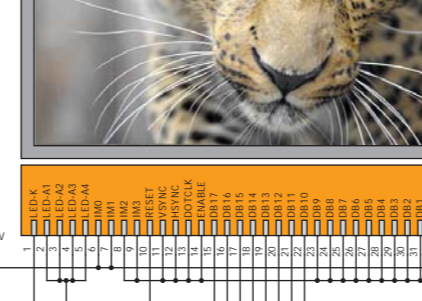 LED-K
LED-A1
LED-A2
LED-A3
LED-A4
IM0
IM1
IM2
IM3
RESET
VSYNC
HSYNC
DOTCLK
ENABLE
DB17
DB16
DB15
DB14
DB13
DB12
DB11
DB10
DB9
DB8
DB7
DB6
DB5
DB4
DB3
DB2
DB1
1
2
3
4
5
6
7
8
9
10
11
12
13
14
15
16
17
18
19
20
21
22
23
24
25
26
27
28
29
30
31